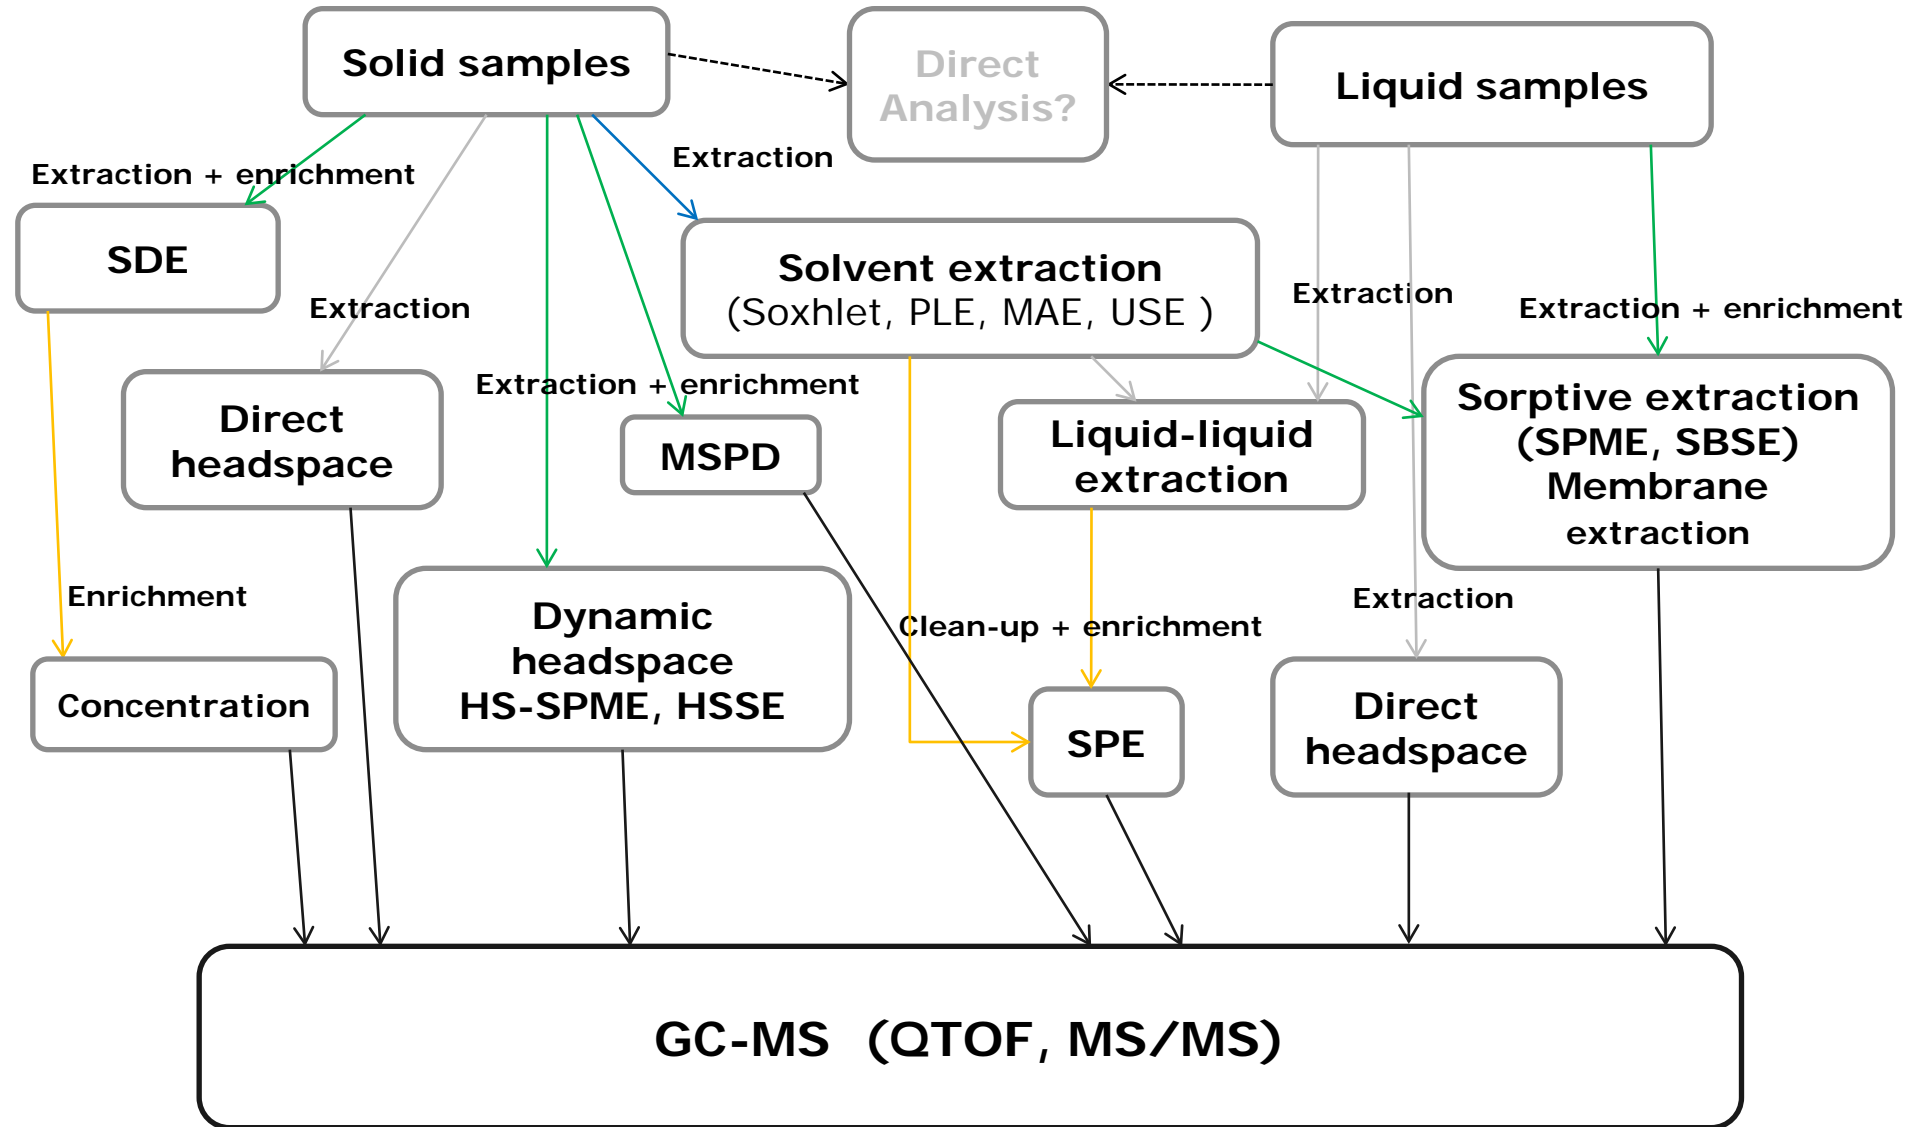 Solid samples
Direct
Analysis?
Liquid samples
Extraction
Extraction + enrichment
SDE
Solvent extraction
(Soxhlet, PLE, MAE, USE )
Extraction
Extraction
Extraction + enrichment
Extraction + enrichment
Direct
headspace
MSPD
Liquid-liquid
extraction
Sorptive extraction
(SPME, SBSE)
Membrane
extraction
Enrichment
Dynamic
headspace
HS-SPME, HSSE
Clean-up + enrichment
Extraction
Concentration
SPE
Direct
headspace
GC-MS (QTOF, MS/MS)